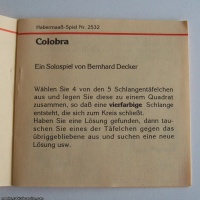 Habermaaß-Spiel Nr. 2532
Colobra
Ein Solospiel von Bernhard Decker
Wählen Sie 4 von den 5 Schlangentäfelchen
aus und legen Sie diese zu einem Quadrat
zusammen, so daß eine vierfarbige Schlange
entsteht, die sich zum Kreis schließt.
Haben Sie eine Lösung gefunden, dann tau-
schen Sie eines der Täfelchen gegen das
übriggebliebene aus und suchen eine neue
Lösung usw.